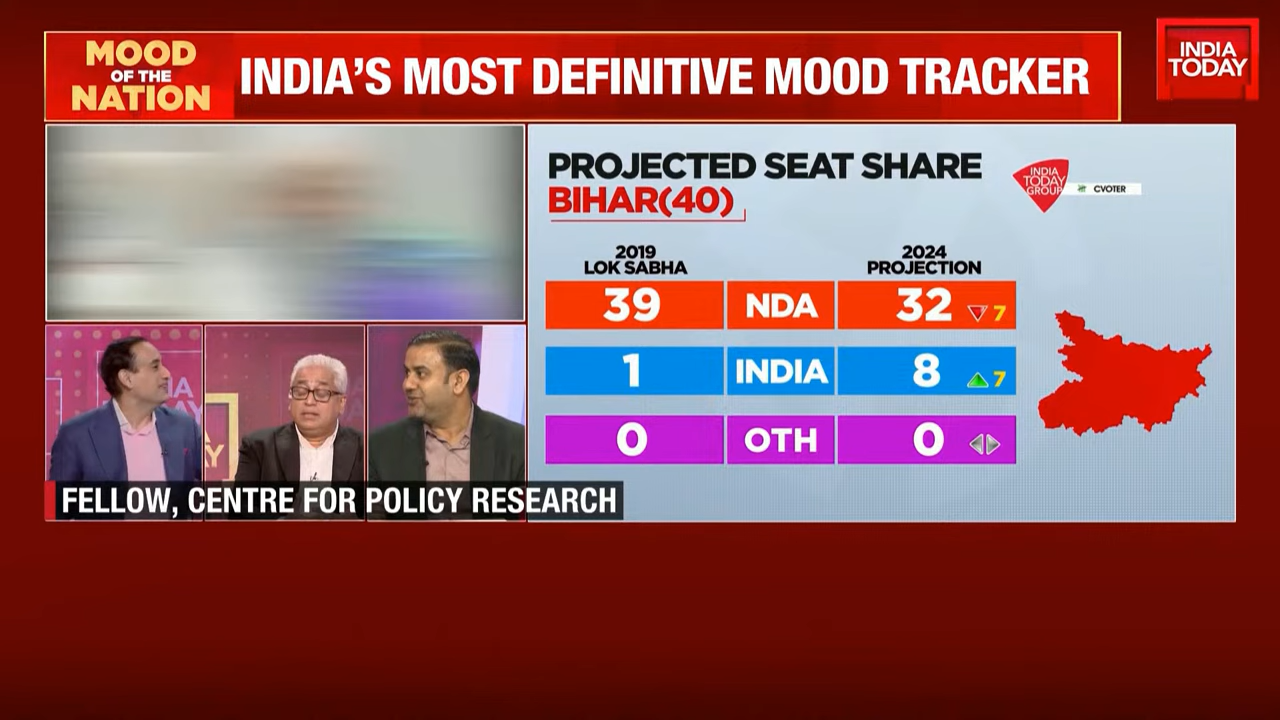 MOOD
OF THE
NATION
INDIA'S MOST DEFINITIVE MOOD TRACKER
INDIA
TODAY
PROJECTED SEAT SHARE
BIHAR(40)
INDIA
TODAY
GROUP
CVOTER
2019
LOK SABHA
2024
PROJECTION
39 NDA 32 7
1 INDIA 8 7
0 OTH 0
FELLOW, CENTRE FOR POLICY RESEARCH